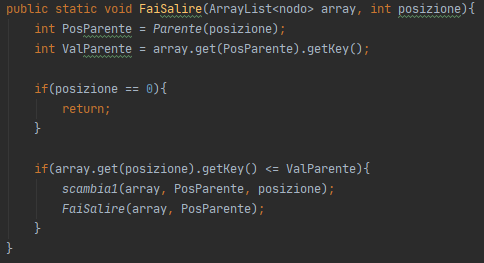 public static void FaiSalire(ArrayList<nodo> array, int posizione){
int PosParente = Parente(posizione);
int ValParente = array.get(PosParente).getKey();
if(posizione == 0){
return;
}
if(array.get(posizione).getKey() <= ValParente){
scambia1(array, PosParente, posizione);
FaiSalire(array, PosParente);
}
}